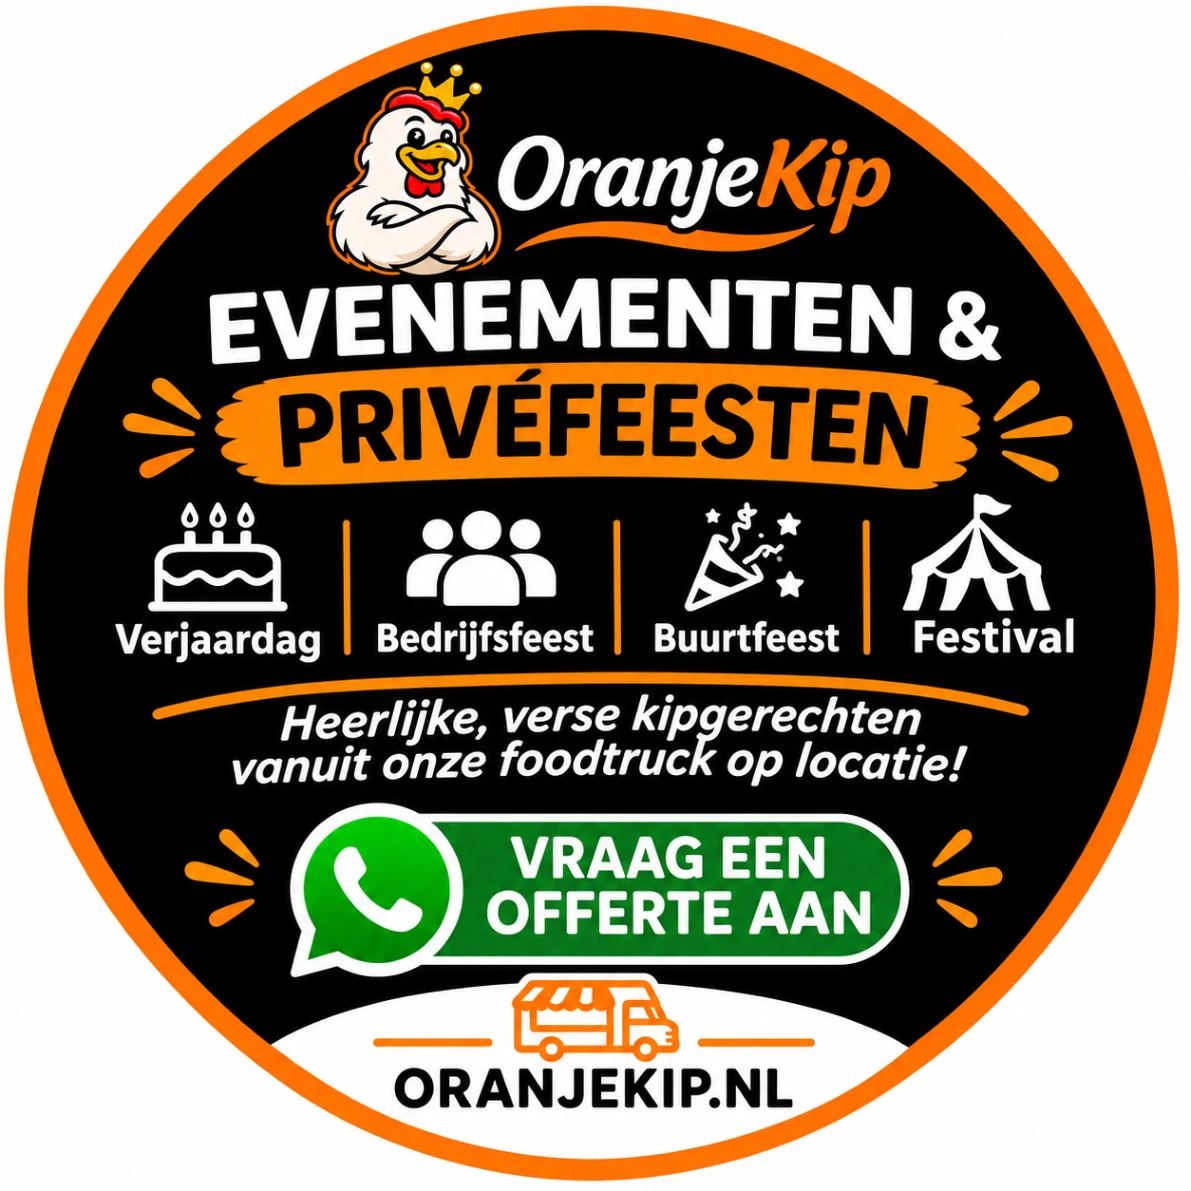 OranjeKip
EVENEMENTEN &
PRIVÉFEESTEN
Verjaardag
Bedrijfsfeest
Buurtfeest
Festival
Heerlijke, verse kipgerechten
vanuit onze foodtruck op locatie!
VRAAG EEN
OFFERTE AAN
ORANJEKIP.NL